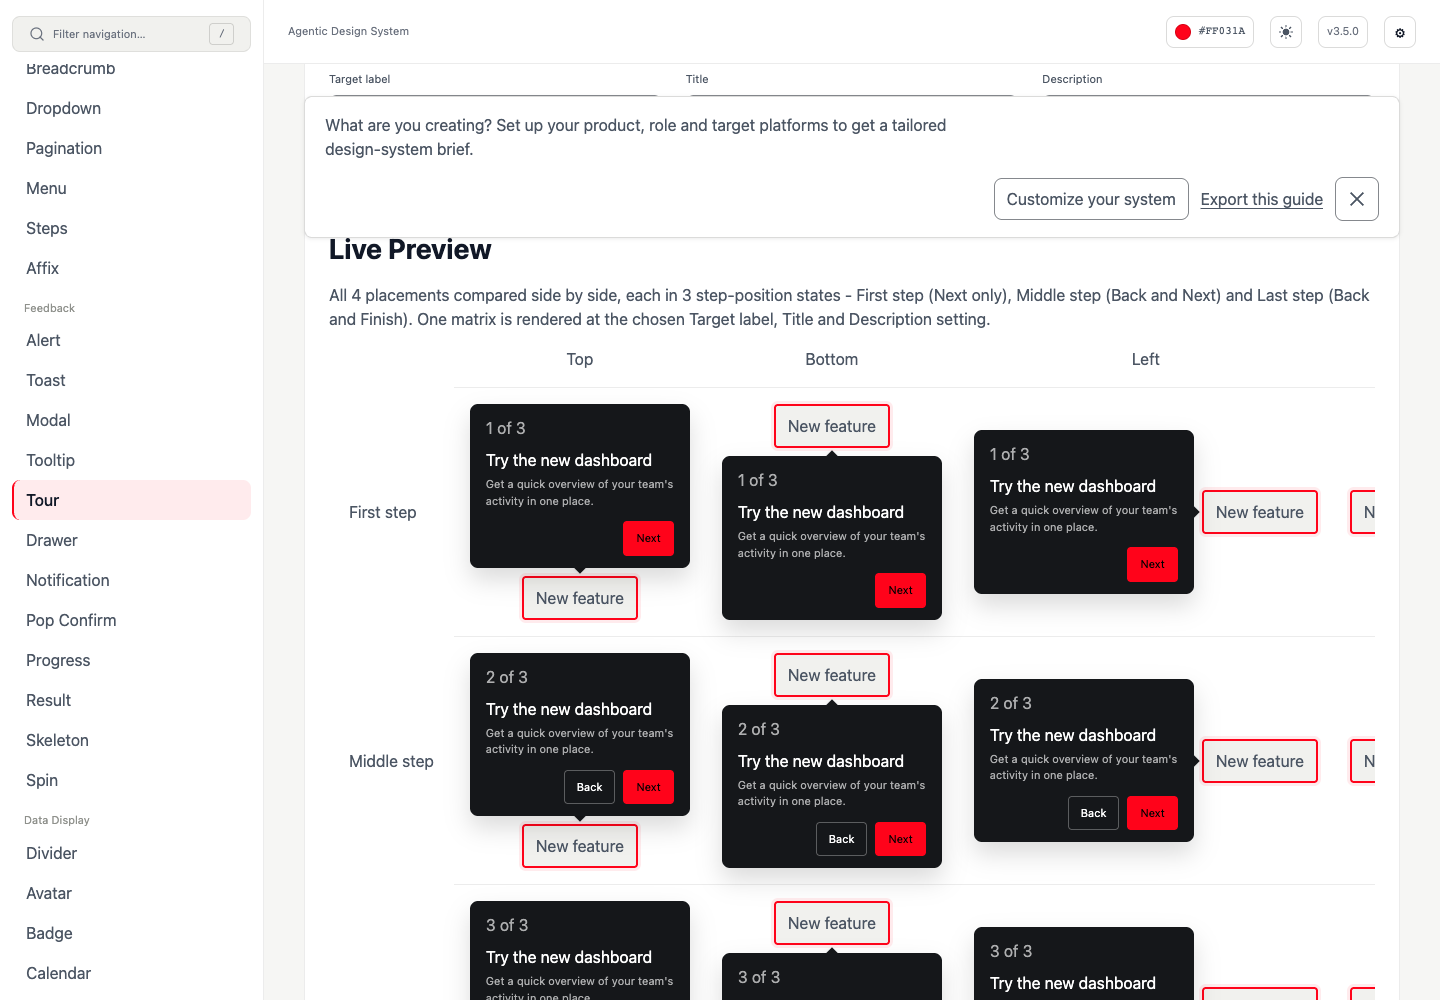 Filter navigation...
/
Breadcrumb
Dropdown
Pagination
Menu
Steps
Affix
Feedback
Alert
Toast
Modal
Tooltip
Tour
Drawer
Notification
Pop Confirm
Progress
Result
Skeleton
Spin
Data Display
Divider
Avatar
Badge
Calendar
Agentic Design System
#FF031A
v3.5.0
Target label
Title
Description
What are you creating? Set up your product, role and target platforms to get a tailored
design-system brief.
Customize your system
Export this guide
Live Preview
All 4 placements compared side by side, each in 3 step-position states - First step (Next only), Middle step (Back and Next) and Last step (Back
and Finish). One matrix is rendered at the chosen Target label, Title and Description setting.
Top
Bottom
Left
First step
1 of 3
Try the new dashboard
Get a quick overview of your team's
activity in one place.
Next
New feature
New feature
1 of 3
Try the new dashboard
Get a quick overview of your team's
activity in one place.
Next
1 of 3
Try the new dashboard
Get a quick overview of your team's
activity in one place.
Next
New feature
N
Middle step
2 of 3
Try the new dashboard
Get a quick overview of your team's
activity in one place.
Back
Next
New feature
New feature
2 of 3
Try the new dashboard
Get a quick overview of your team's
activity in one place.
Back
Next
2 of 3
Try the new dashboard
Get a quick overview of your team's
activity in one place.
Back
Next
New feature
N
3 of 3
Try the new dashboard
Get a quick overview of your team's
activity in one place.
New feature
3 of 3
3 of 3
Try the new dashboard